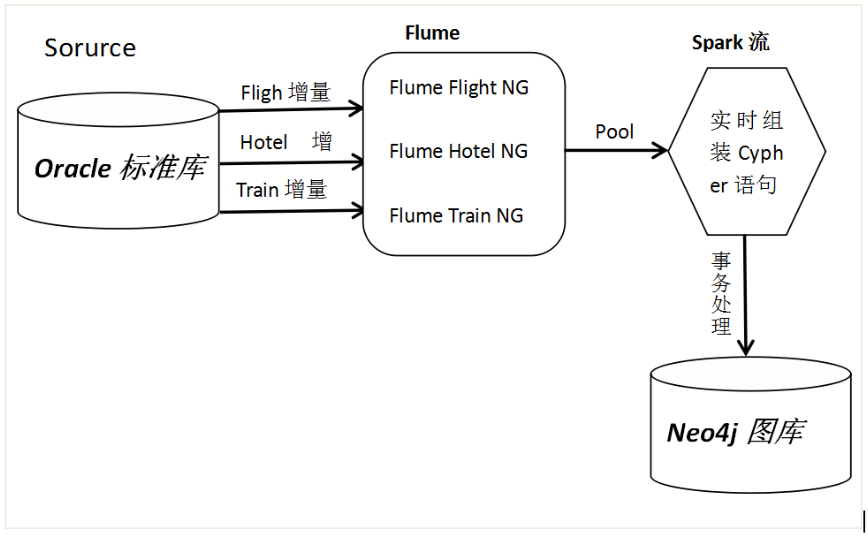 Sorurce
Flume
Spark 流
Fligh 增量
Hotel 增
Train 增量
Oracle 标准库
Flume Flight NG
Flume Hotel NG
Flume Train NG
Pool
实时组
装 Cyph
er 语句
事
务
处
理
Neo4j 图库